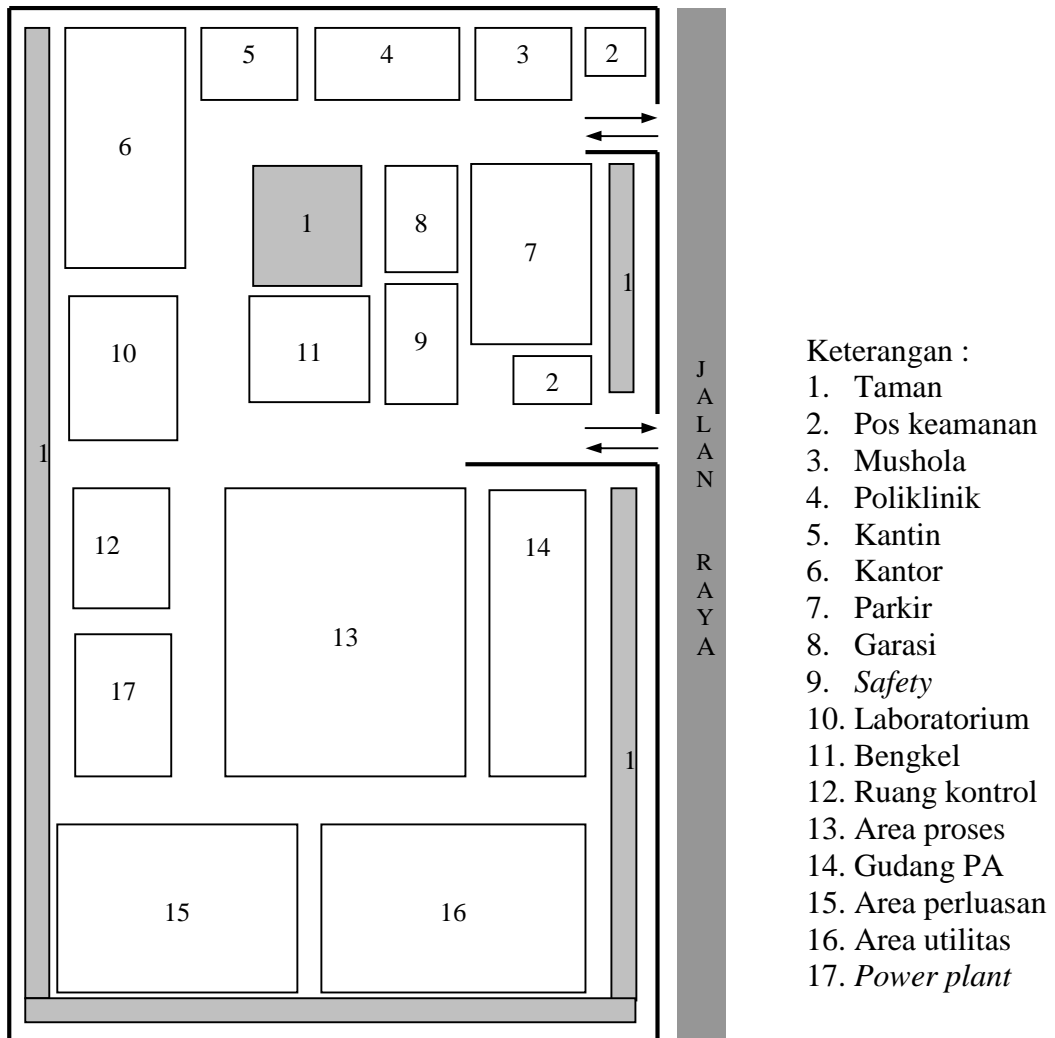 5 4 3 2
6
1 8 7 1
10 11 9 2
1
12 13 14
17
1
15 16
JALAN RAYA
Keterangan :
1. Taman
2. Pos keamanan
3. Mushola
4. Poliklinik
5. Kantin
6. Kantor
7. Parkir
8. Garasi
9. Safety
10. Laboratorium
11. Bengkel
12. Ruang kontrol
13. Area proses
14. Gudang PA
15. Area perluasan
16. Area utilitas
17. Power plant